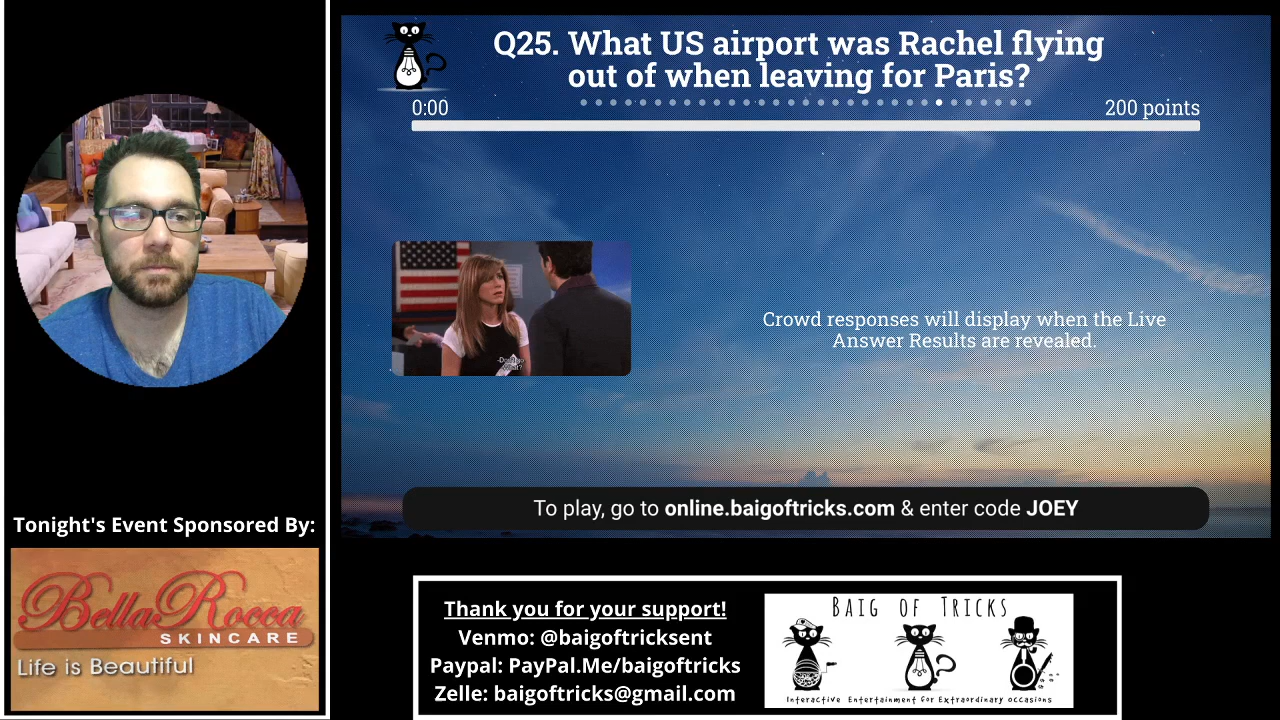 Q25. What US airport was Rachel flying
out of when leaving for Paris?
0:00
200 points
Crowd responses will display when the Live
Answer Results are revealed.
To play, go to online.baigoftricks.com & enter code JOEY
Tonight's Event Sponsored By:
BellaRocca
SKINCARE
Life is Beautiful
Thank you for your support!
Venmo: @baigoftricksent
Paypal: PayPal.Me/baigoftricks
Zelle: baigoftricks@gmail.com
BAIG OF TRICKS
Interactive Entertainment for Extraordinary occasions